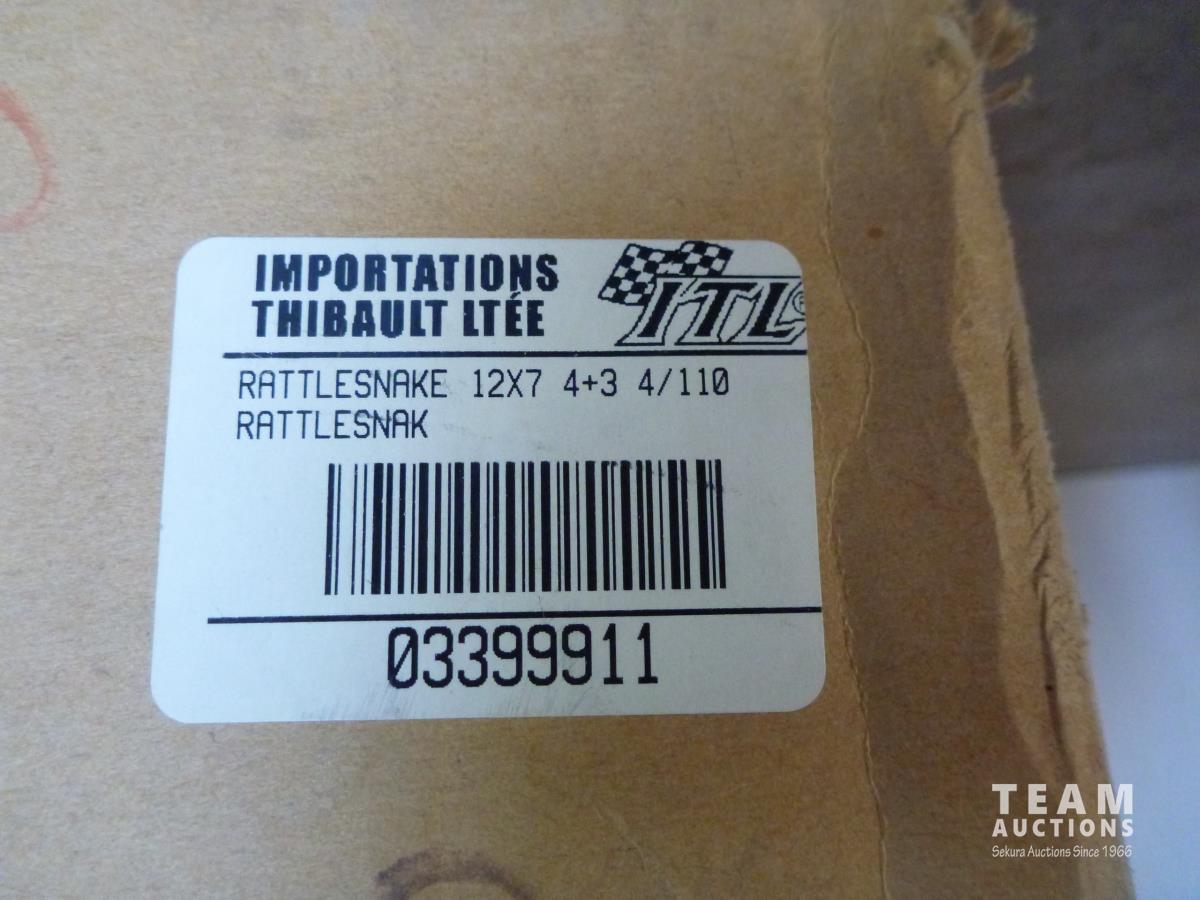 IMPORTATIONS
THIBAULT LTÉE
ITL®
RATTLESNAKE 12X7 4+3 4/110
RATTLESNAK
03399911
TEAM
AUCTIONS
Sekura Auctions Since 1966